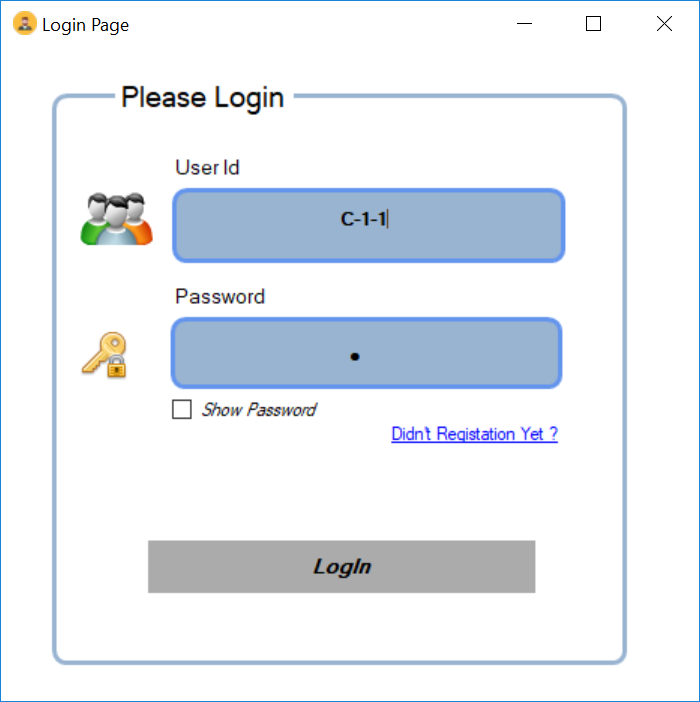 Login Page
Please Login
User Id
C-1-1
Password
•
Show Password
Didn't Registation Yet ?
LogIn